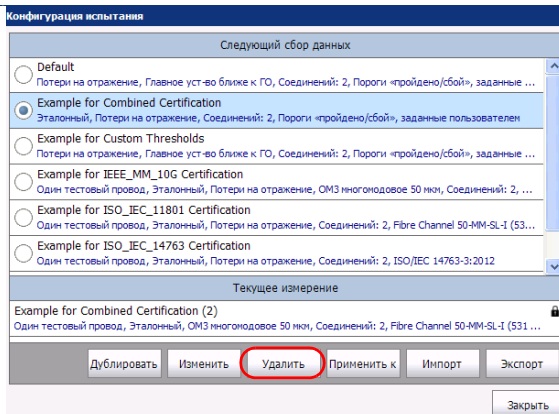 Конфигурация испытания
Следующий сбор данных
Default
Потери на отражение, Главное уст-во ближе к ГО, Соединений: 2, Пороги «пройдено/сбой», заданные ...
Example for Combined Certification
Эталонный, Потери на отражение, Соединений: 2, Пороги «пройдено/сбой», заданные пользователем
Example for Custom Thresholds
Потери на отражение, Главное уст-во ближе к ГО, Соединений: 2, Пороги «пройдено/сбой», заданные ...
Example for IEEE_MM_10G Certification
Один тестовый провод, Эталонный, Потери на отражение, OM3 многомодовое 50 мкм, Соединений: 2, ...
Example for ISO_IEC_11801 Certification
Один тестовый провод, Эталонный, Потери на отражение, Соединений: 2, Fibre Channel 50-MM-SL-I (53...
Example for ISO_IEC_14763 Certification
Один тестовый провод, Эталонный, Потери на отражение, Соединений: 2, ISO/IEC 14763-3:2012
Текущее измерение
Example for Combined Certification (2)
Один тестовый провод, Эталонный, OM3 многомодовое 50 мкм, Соединений: 2, Fibre Channel 50-MM-SL-I (531 ...
Дублировать Изменить Удалить Применить к Импорт Экспорт
Закрыть